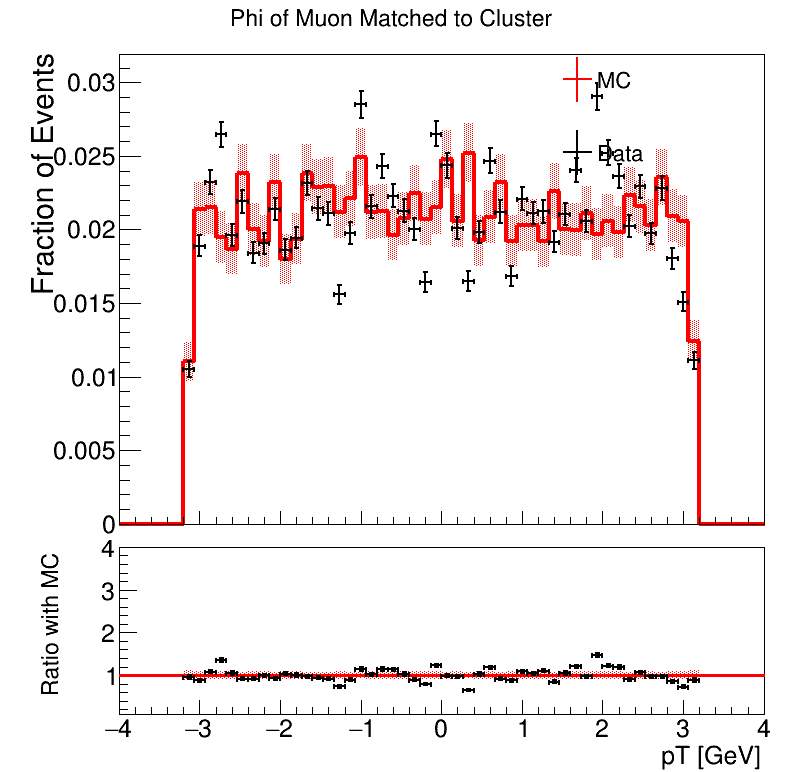 Phi of Muon Matched to Cluster
Fraction of Events
0.03
0.025
0.02
0.015
0.01
0.005
0
MC
Data
Ratio with MC
4
3
2
1
−4 −3 −2 −1 0 1 2 3 4
pT [GeV]